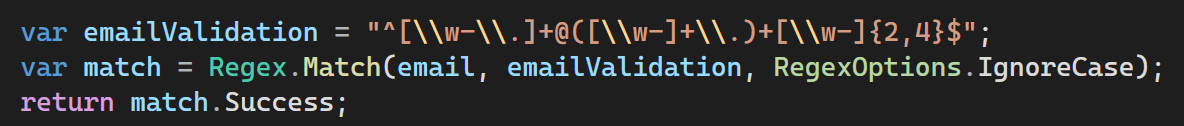 var emailValidation = "^[\\w-\\.]+@([\\w-]+\\.)+[\\w-]{2,4}$";
var match = Regex.Match(email, emailValidation, RegexOptions.IgnoreCase);
return match.Success;